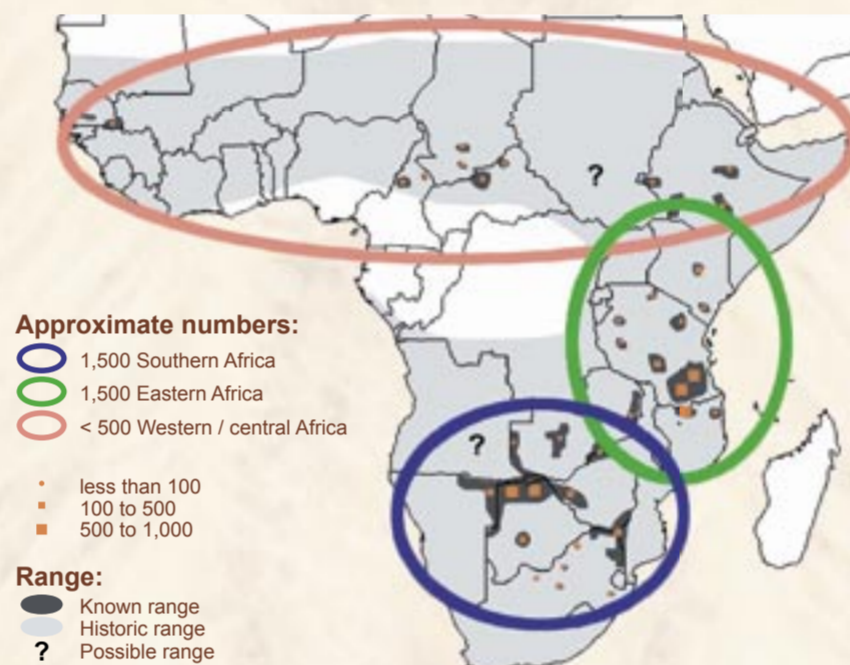 ?
?
Approximate numbers:
1,500 Southern Africa
1,500 Eastern Africa
< 500 Western / central Africa
less than 100
100 to 500
500 to 1,000
Range:
Known range
Historic range
? Possible range